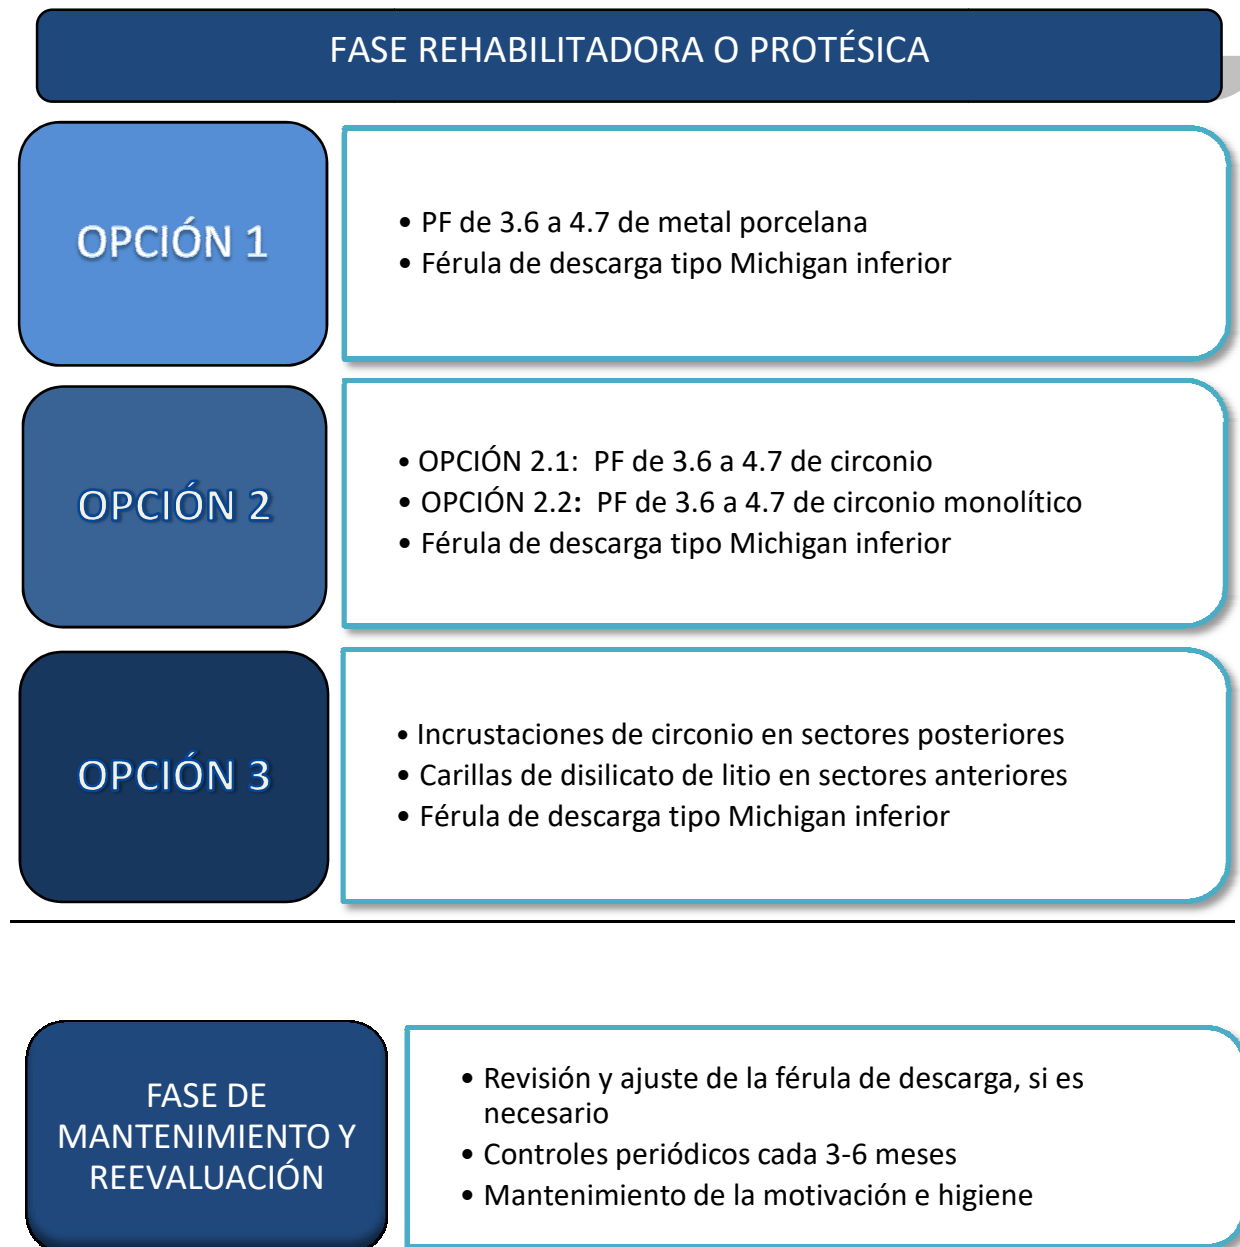 FASE REHABILITADORA O PROTÉSICA
OPCIÓN 1
• PF de 3.6 a 4.7 de metal porcelana
• Férula de descarga tipo Michigan inferior
OPCIÓN 2
• OPCIÓN 2.1: PF de 3.6 a 4.7 de circonio
• OPCIÓN 2.2: PF de 3.6 a 4.7 de circonio monolítico
• Férula de descarga tipo Michigan inferior
OPCIÓN 3
• Incrustaciones de circonio en sectores posteriores
• Carillas de disilicato de litio en sectores anteriores
• Férula de descarga tipo Michigan inferior
FASE DE
MANTENIMIENTO Y
REEVALUACIÓN
• Revisión y ajuste de la férula de descarga, si es
necesario
• Controles periódicos cada 3-6 meses
• Mantenimiento de la motivación e higiene